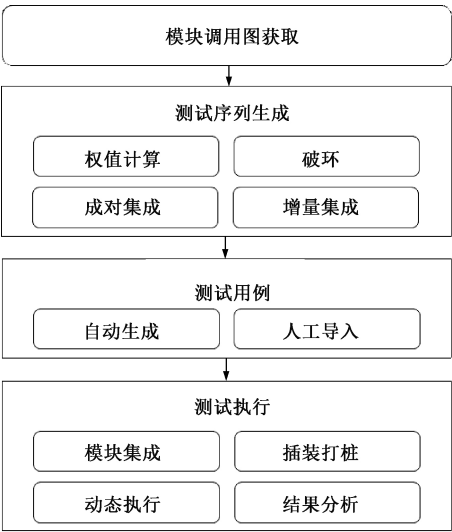 模块调用图获取
测试序列生成
权值计算
破环
成对集成
增量集成
测试用例
自动生成
人工导入
测试执行
模块集成
插装打桩
动态执行
结果分析